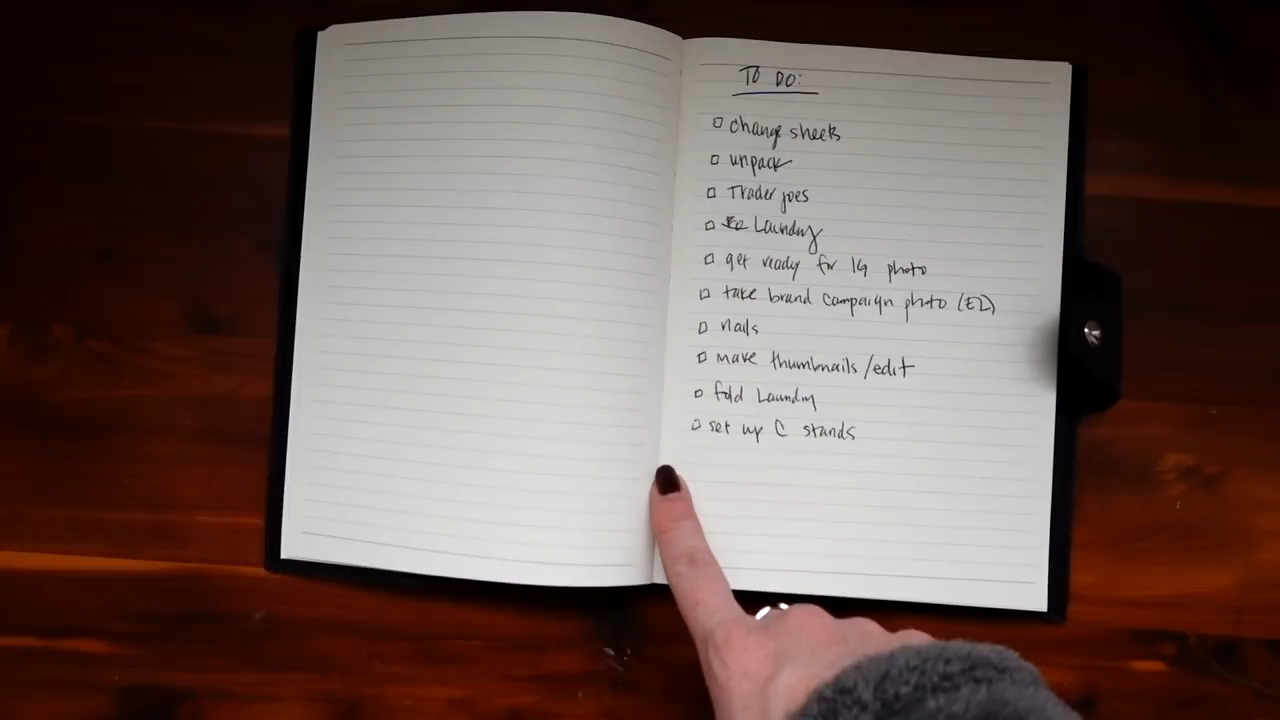 TO DO:
change sheets
unpack
Trader joes
Laundry
get ready for IG photo
take brand campaign photo (EL)
nails
make thumbnails/edit
fold Laundry
set up C stands